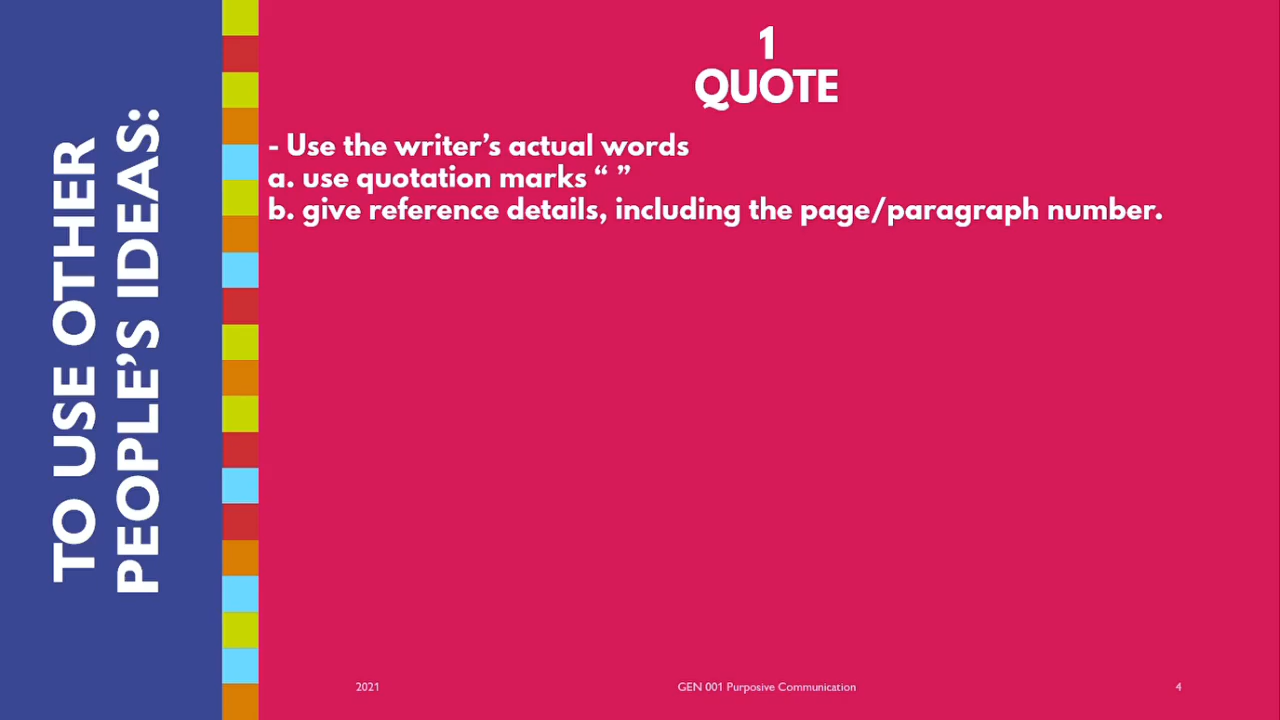 TO USE OTHER
PEOPLE’S IDEAS:
1
QUOTE
- Use the writer’s actual words
a. use quotation marks “ ”
b. give reference details, including the page/paragraph number.
2021
GEN 001 Purposive Communication
4